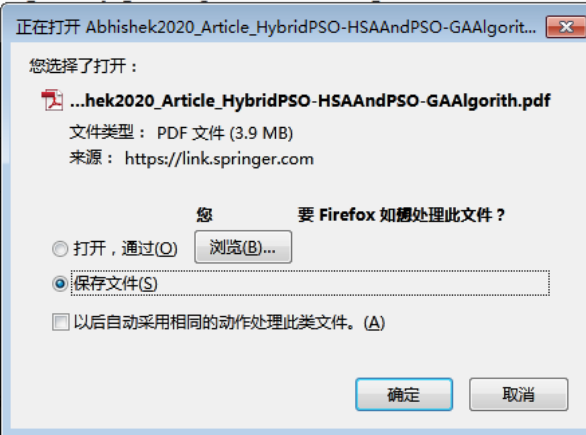 正在打开 Abhishek2020_Article_HybridPSO-HSAAndPSO-GAAlgorit...
您选择了打开：
...hek2020_Article_HybridPSO-HSAAndPSO-GAAlgorith.pdf
文件类型： PDF 文件 (3.9 MB)
来源： https://link.springer.com
您 要 Firefox 如何处理此文件？
打开，通过(O) 浏览(B)...
保存文件(S)
以后自动采用相同的动作处理此类文件。(A)
确定 取消